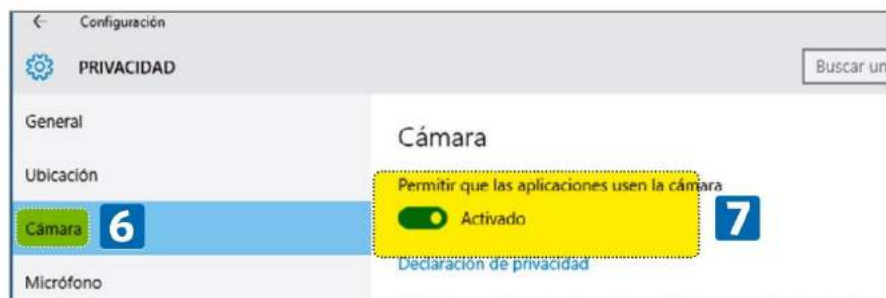 Configuración
PRIVACIDAD
Buscar un
General
Ubicación
Cámara
6
Micrófono
Cámara
Permitir que las aplicaciones usen la cámara
Activado
7
Declaración de privacidad